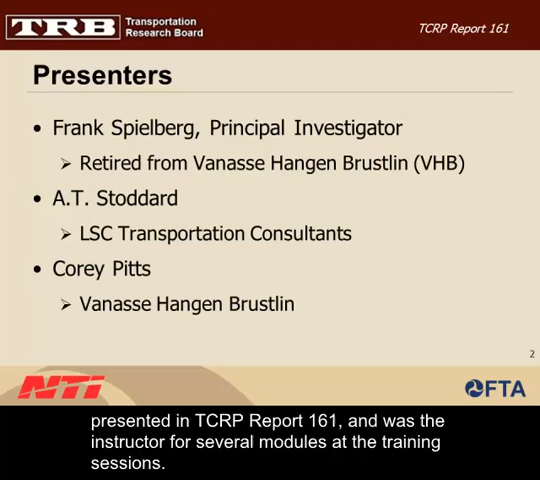 TRB Transportation
Research Board
TCRP Report 161
Presenters
• Frank Spielberg, Principal Investigator
➢ Retired from Vanasse Hangen Brustlin (VHB)
• A.T. Stoddard
➢ LSC Transportation Consultants
• Corey Pitts
➢ Vanasse Hangen Brustlin
2
NTI
FTA
presented in TCRP Report 161, and was the
instructor for several modules at the training
sessions.